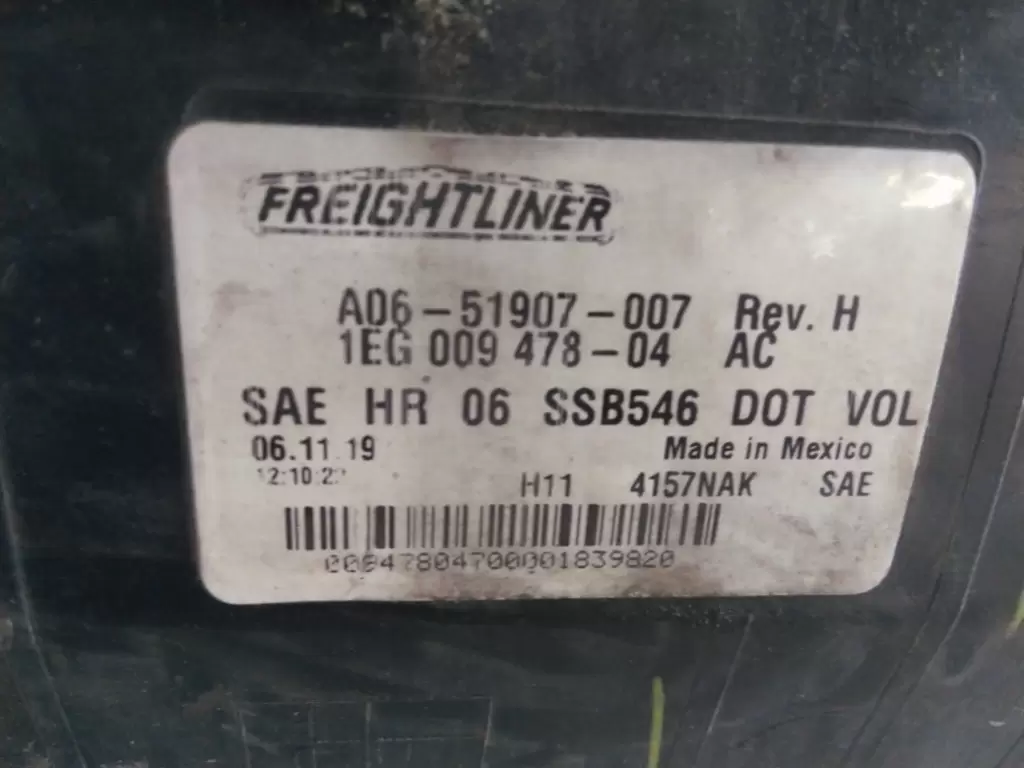 FREIGHTLINER
A06-51907-007 Rev. H
1EG 009 478-04 AC
SAE HR 06 SSB546 DOT VOL
06.11.19 Made in Mexico
H11 4157NAK SAE
00047804700001839820